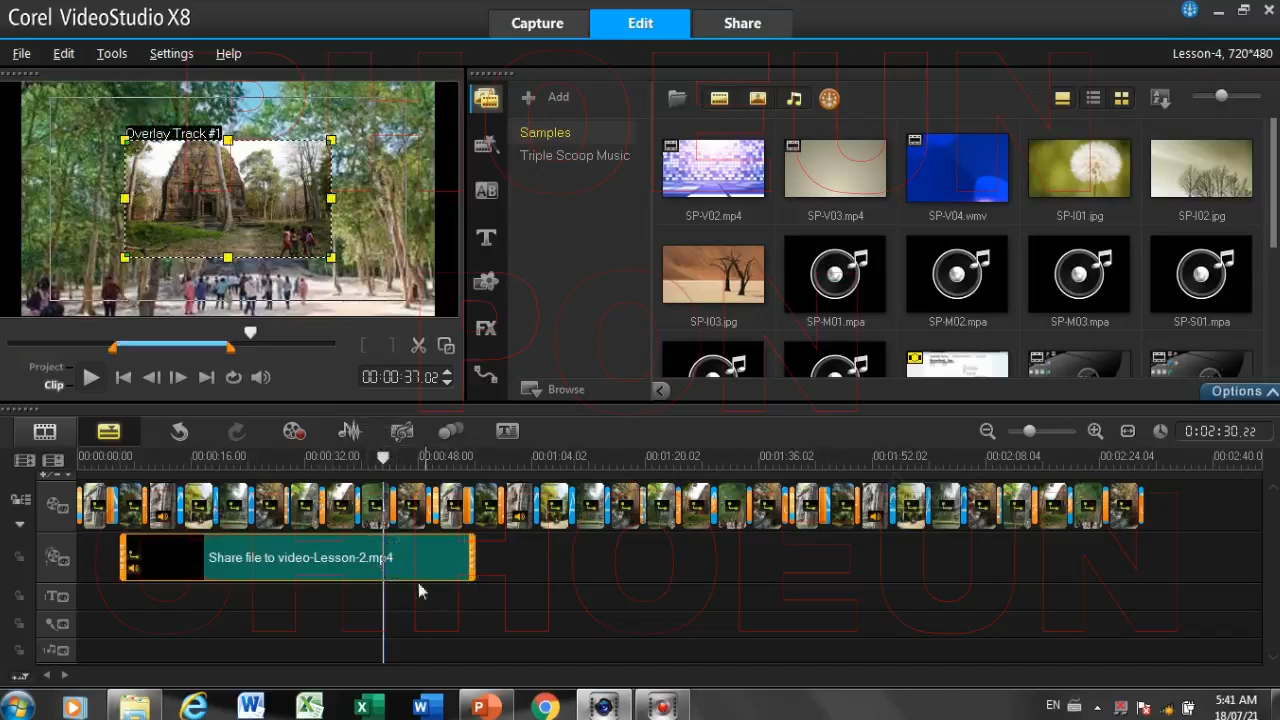 Corel VideoStudio X8
Capture
Edit
Share
File
Edit
Tools
Settings
Help
Lesson-4, 720*480
Overlay Track #1
Add
Samples
Triple Scoop Music
SP-V02.mp4
SP-V03.mp4
SP-V04.wmv
SP-I01.jpg
SP-I02.jpg
SP-I03.jpg
SP-M01.mpa
SP-M02.mpa
SP-M03.mpa
SP-S01.mpa
AB
T
FX
Project
Clip
00:00:37.02
Browse
Options
0:02:30.22
00:00:00.00
00:00:16.00
00:00:32.00
00:00:48.00
00:01:04.02
00:01:20.02
00:01:36.02
00:01:52.02
00:02:08.04
00:02:24.04
00:02:40.0
Share file to video-Lesson-2.mp4
EN
5:41 AM
18/07/21